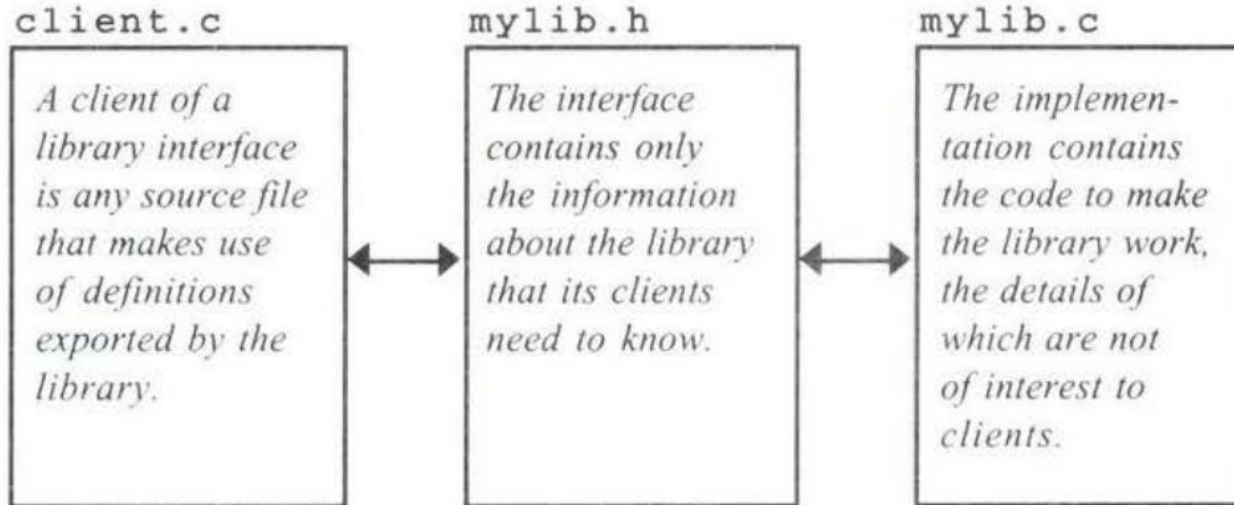 client.c
A client of a
library interface
is any source file
that makes use
of definitions
exported by the
library.
mylib.h
The interface
contains only
the information
about the library
that its clients
need to know.
mylib.c
The implemen-
tation contains
the code to make
the library work,
the details of
which are not
of interest to
clients.